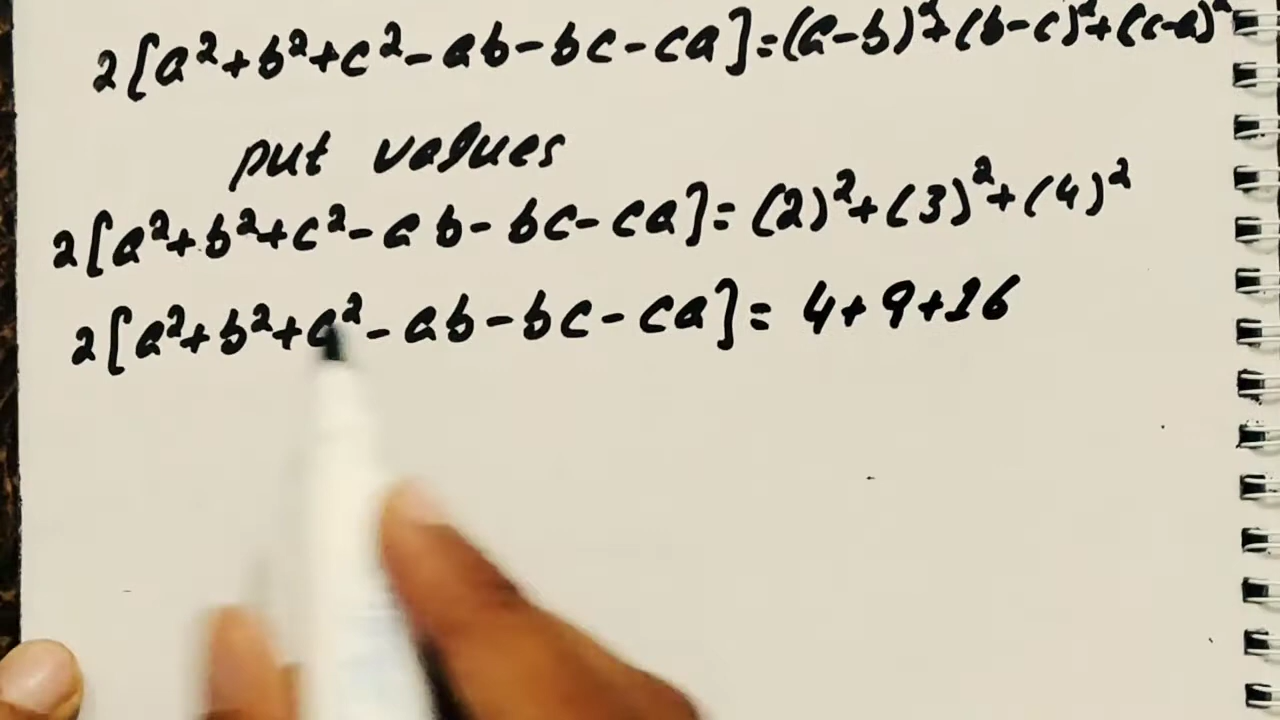 2[a²+b²+c²-ab-bc-ca]=(a-b)²+(b-c)²+(c-a)²
put values
2[a²+b²+c²-ab-bc-ca]=(2)²+(3)²+(4)²
2[a²+b²+c²-ab-bc-ca]=4+9+16